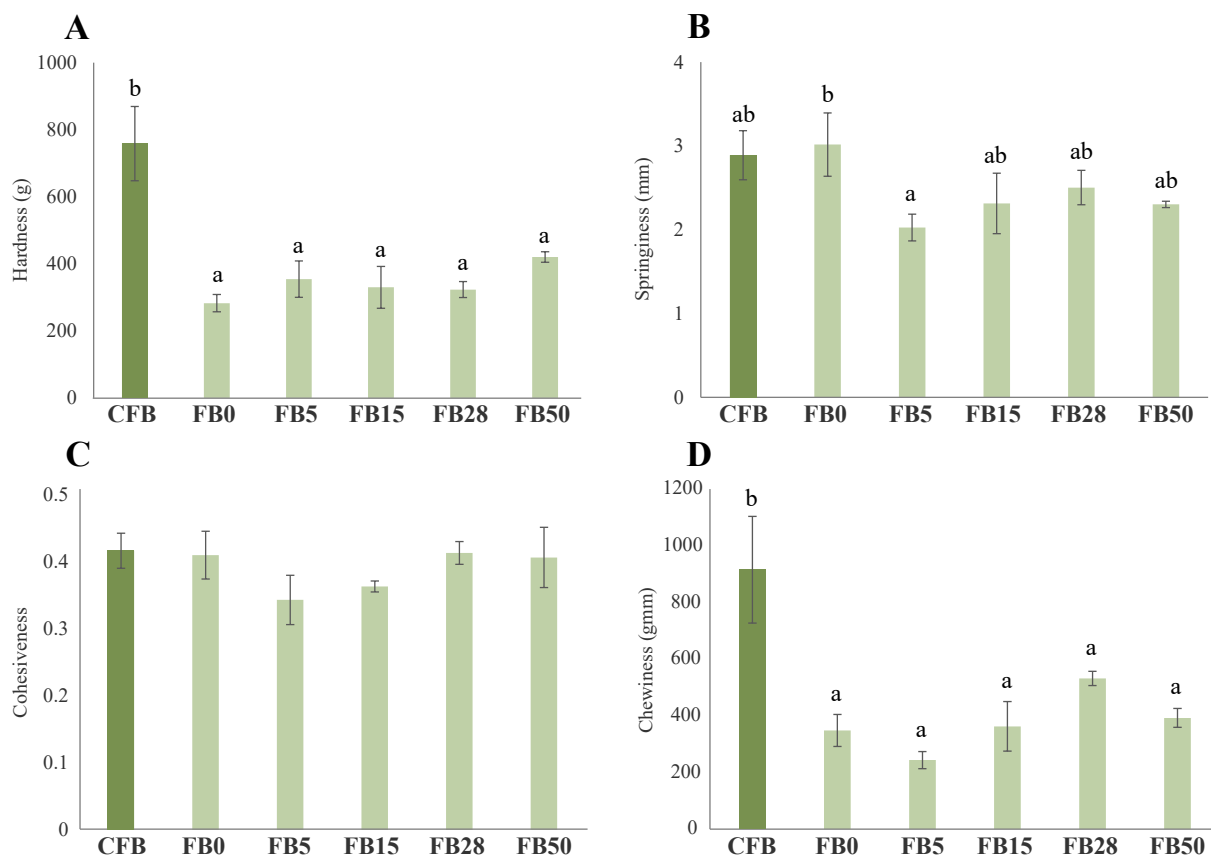 A
Hardness (g)
1000
800
600
400
200
0
b
a
a
a
a
a
CFB FB0 FB5 FB15 FB28 FB50
B
Springiness (mm)
4
3
2
1
0
ab
b
a
ab
ab
ab
CFB FB0 FB5 FB15 FB28 FB50
C
Cohesiveness
0.5
0.4
0.3
0.2
0.1
0
CFB FB0 FB5 FB15 FB28 FB50
D
Chewiness (gmm)
1200
1000
800
600
400
200
0
b
a
a
a
a
a
CFB FB0 FB5 FB15 FB28 FB50